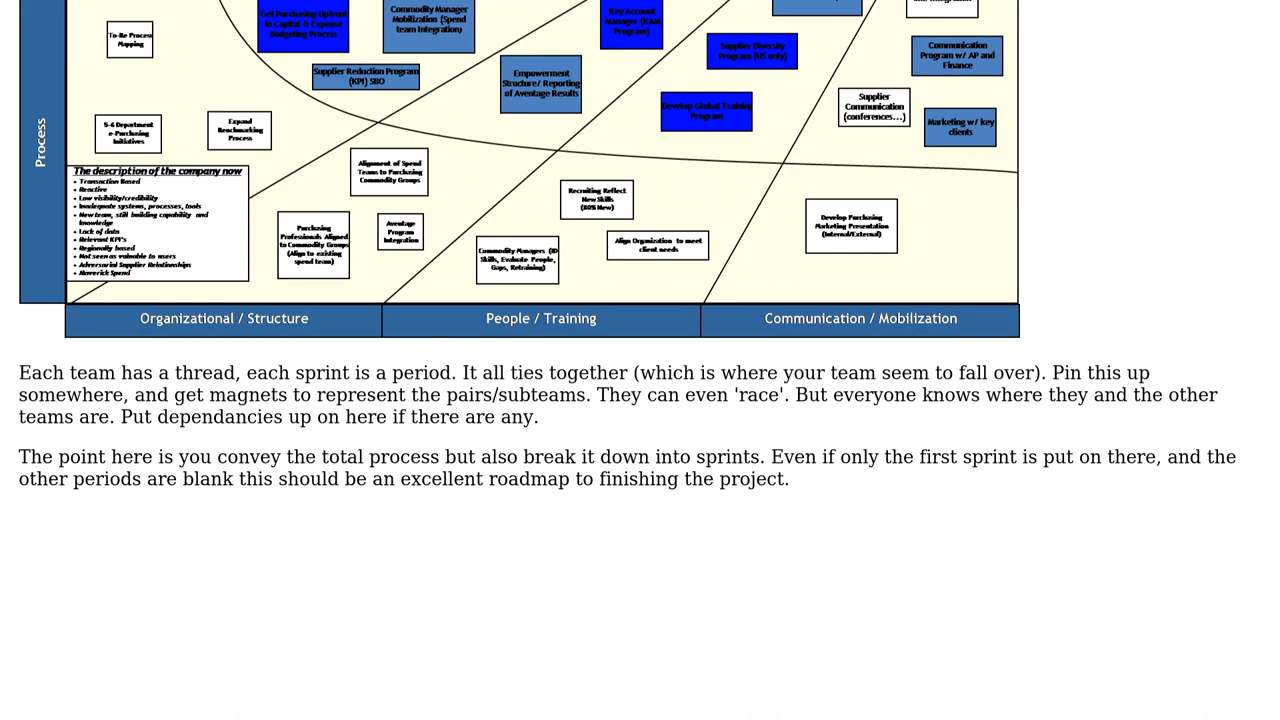 Get Purchasing Upfront
in Capital & Expense
Budgeting Process
Commodity Manager
Mobilization (Spend
team Integration)
Key Account
Manager (KAM
Program)
To-Be Process
Mapping
Supplier Diversity
Program (US only)
Communication
Program w/ AP and
Finance
Supplier Reduction Program
(KPI) SBO
Empowerment
Structure/ Reporting
of Aventage Results
Develop Global Training
Program
Supplier
Communication
(conferences...)
Marketing w/ key
clients
5-6 Department
e-Purchasing
Initiatives
Expand
Benchmarking
Process
Process
Alignment of Spend
Teams to Purchasing
Commodity Groups
The description of the company now
• Transaction Based
• Reactive
• Low visibility/credibility
• Inadequate systems, processes, tools
• New team, still building capability and
knowledge
• Lack of data
• Relevant KPI's
• Regionally based
• Not seen as valuable to users
• Adversarial Supplier Relationships
• Maverick Spend
Recruiting Reflect
New Skills
(80% New)
Purchasing
Professionals Aligned
to Commodity Groups
(Align to existing
spend team)
Aventage
Program
Integration
Commodity Managers (ID
Skills, Evaluate People,
Gaps, Retraining)
Align Organization to meet
client needs
Develop Purchasing
Marketing Presentation
(Internal/External)
Organizational / Structure
People / Training
Communication / Mobilization
Each team has a thread, each sprint is a period. It all ties together (which is where your team seem to fall over). Pin this up
somewhere, and get magnets to represent the pairs/subteams. They can even 'race'. But everyone knows where they and the other
teams are. Put dependancies up on here if there are any.
The point here is you convey the total process but also break it down into sprints. Even if only the first sprint is put on there, and the
other periods are blank this should be an excellent roadmap to finishing the project.